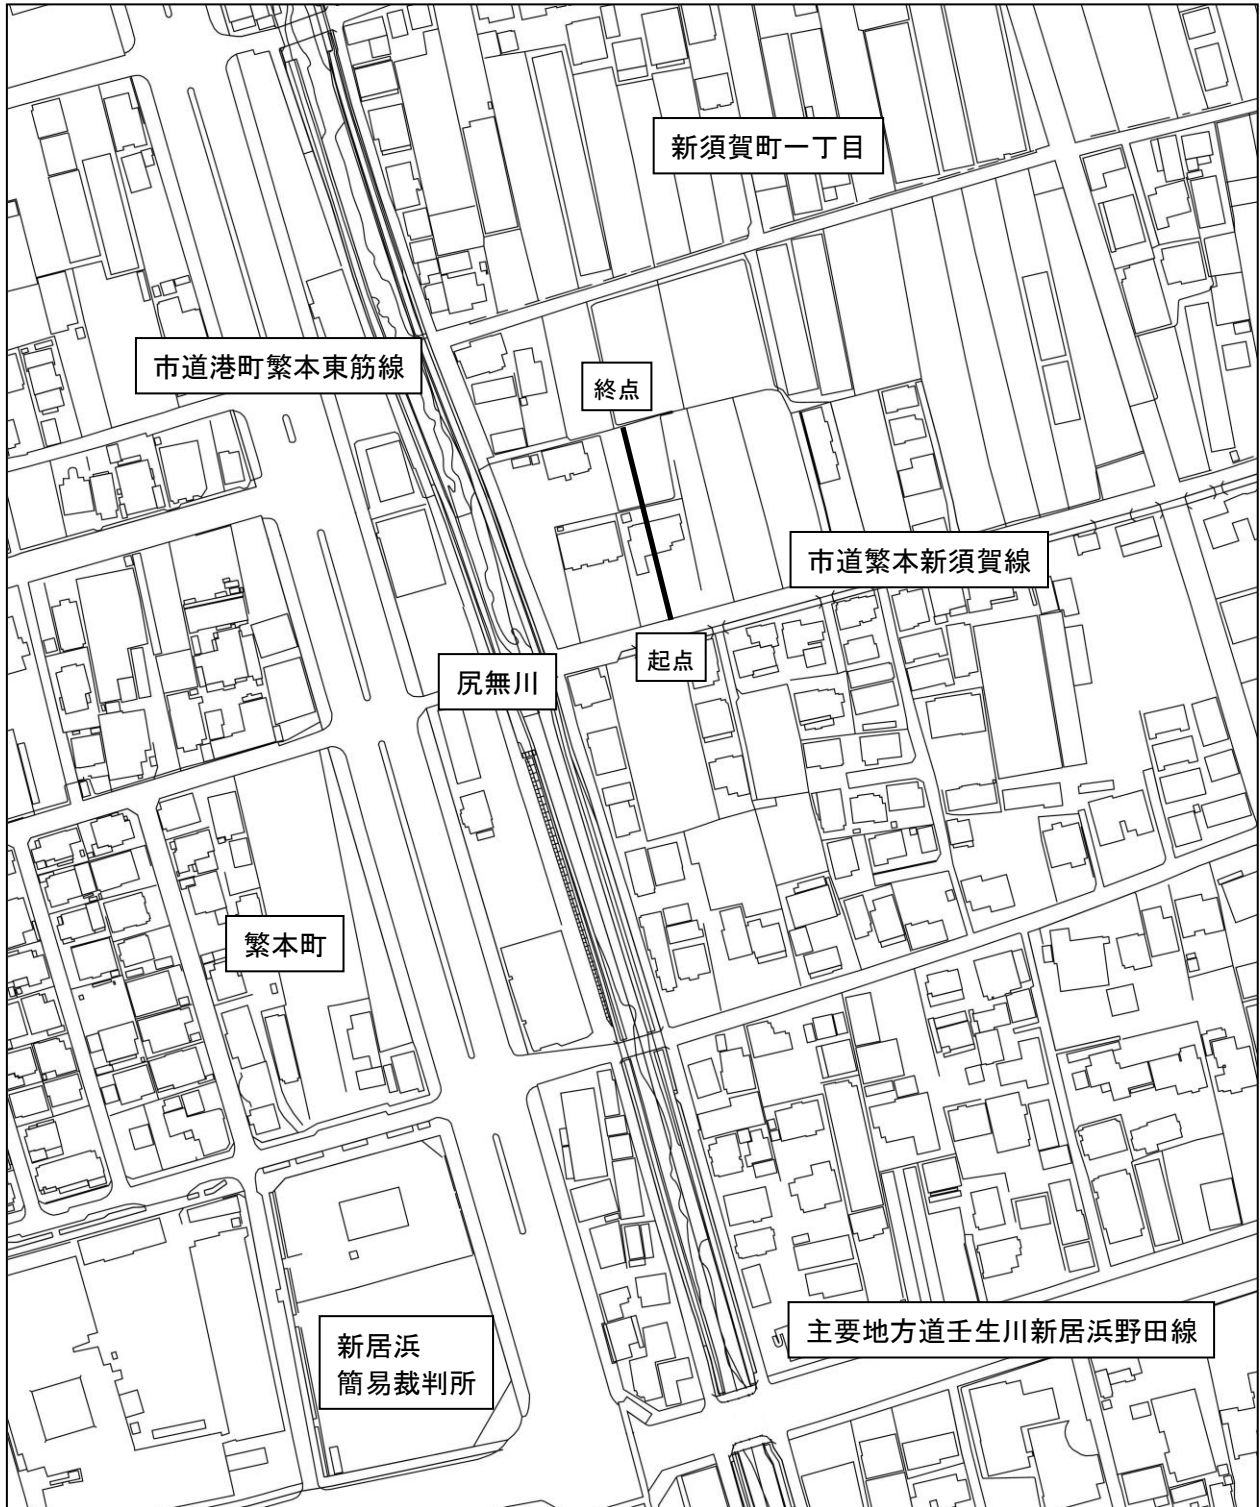 新須賀町一丁目
市道港町繁本東筋線
終点
市道繁本新須賀線
起点
尻無川
繁本町
主要地方道壬生川新居浜野田線
新居浜
簡易裁判所